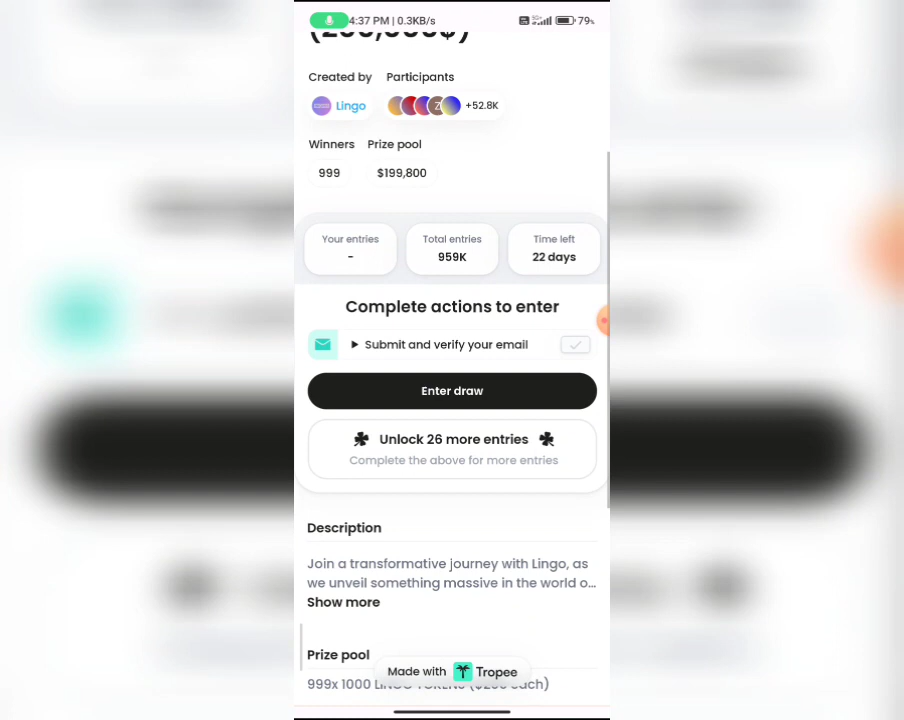 4:37 PM | 0.3KB/s 79%
Created by Participants
Lingo Z +52.8K
Winners Prize pool
999 $199,800
Your entries Total entries Time left
- 959K 22 days
Complete actions to enter
Submit and verify your email
Enter draw
Unlock 26 more entries
Complete the above for more entries
Description
Join a transformative journey with Lingo, as
we unveil something massive in the world o...
Show more
Prize pool
Made with Tropee
999x 1000 LINGO TOKENS ($200 each)